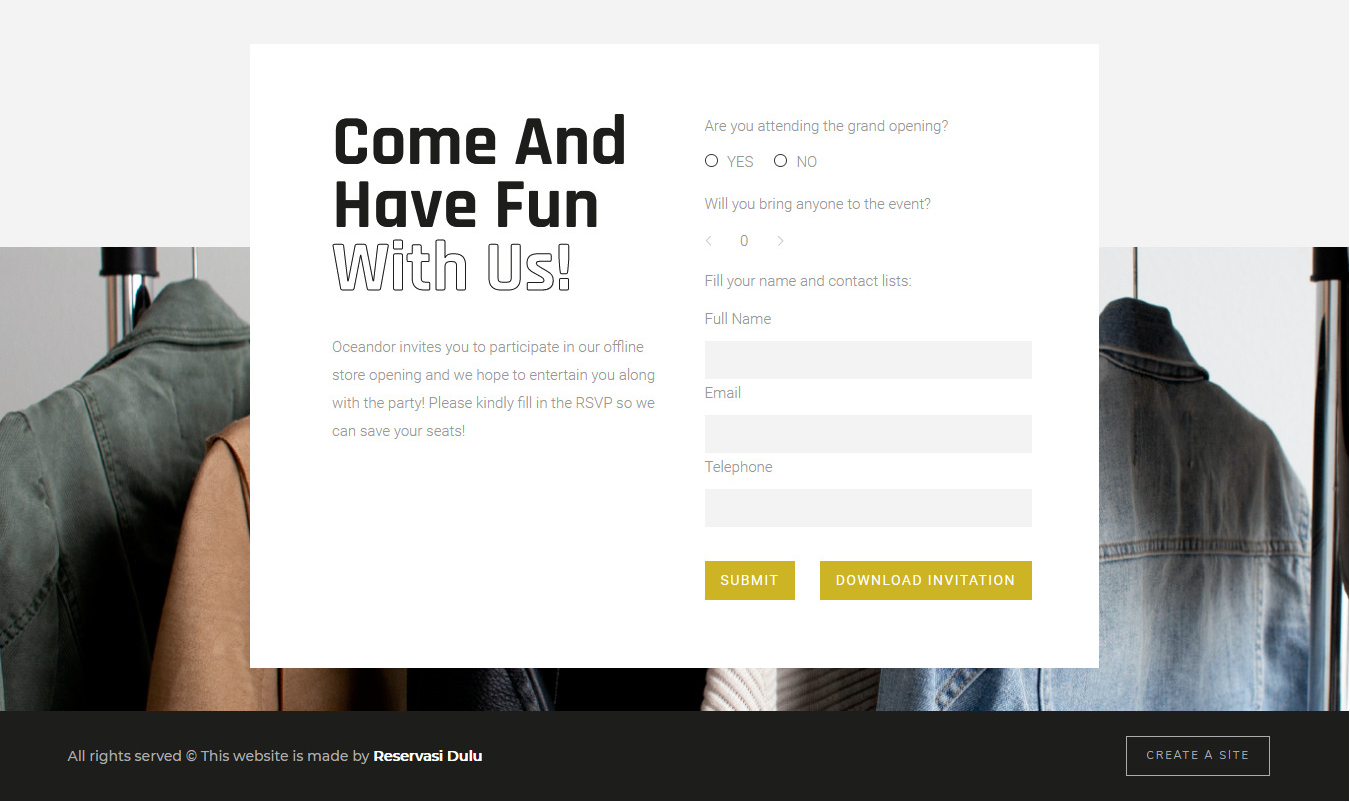 Come And
Have Fun
With Us!
Oceandor invites you to participate in our offline
store opening and we hope to entertain you along
with the party! Please kindly fill in the RSVP so we
can save your seats!
Are you attending the grand opening?
YES NO
Will you bring anyone to the event?
0
Fill your name and contact lists:
Full Name
Email
Telephone
SUBMIT DOWNLOAD INVITATION
All rights served © This website is made by Reservasi Dulu
CREATE A SITE